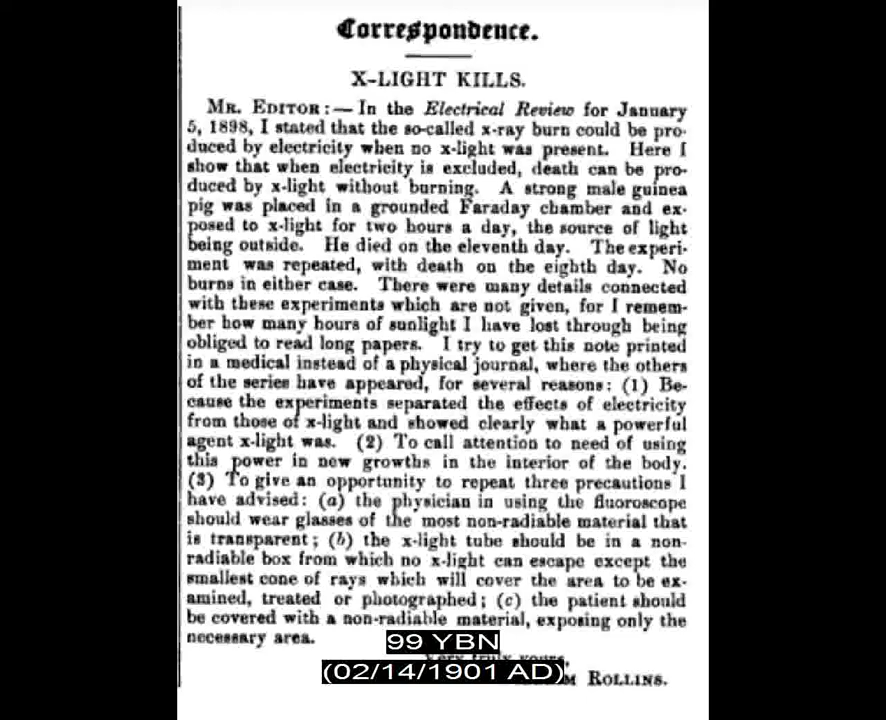 Correspondence.
X-LIGHT KILLS.
MR. EDITOR:— In the Electrical Review for January
5, 1898, I stated that the so-called x-ray burn could be pro-
duced by electricity when no x-light was present. Here I
show that when electricity is excluded, death can be pro-
duced by x-light without burning. A strong male guinea
pig was placed in a grounded Faraday chamber and ex-
posed to x-light for two hours a day, the source of light
being outside. He died on the eleventh day. The experi-
ment was repeated, with death on the eighth day. No
burns in either case. There were many details connected
with these experiments which are not given, for I remem-
ber how many hours of sunlight I have lost through being
obliged to read long papers. I try to get this note printed
in a medical instead of a physical journal, where the others
of the series have appeared, for several reasons: (1) Be-
cause the experiments separated the effects of electricity
from those of x-light and showed clearly what a powerful
agent x-light was. (2) To call attention to need of using
this power in new growths in the interior of the body.
(3) To give an opportunity to repeat three precautions I
have advised: (a) the physician in using the fluoroscope
should wear glasses of the most non-radiable material that
is transparent; (b) the x-light tube should be in a non-
radiable box from which no x-light can escape except the
smallest cone of rays which will cover the area to be ex-
amined, treated or photographed; (c) the patient should
be covered with a non-radiable material, exposing only the
necessary area.
99 YBN
(02/14/1901 AD)
ROLLINS.